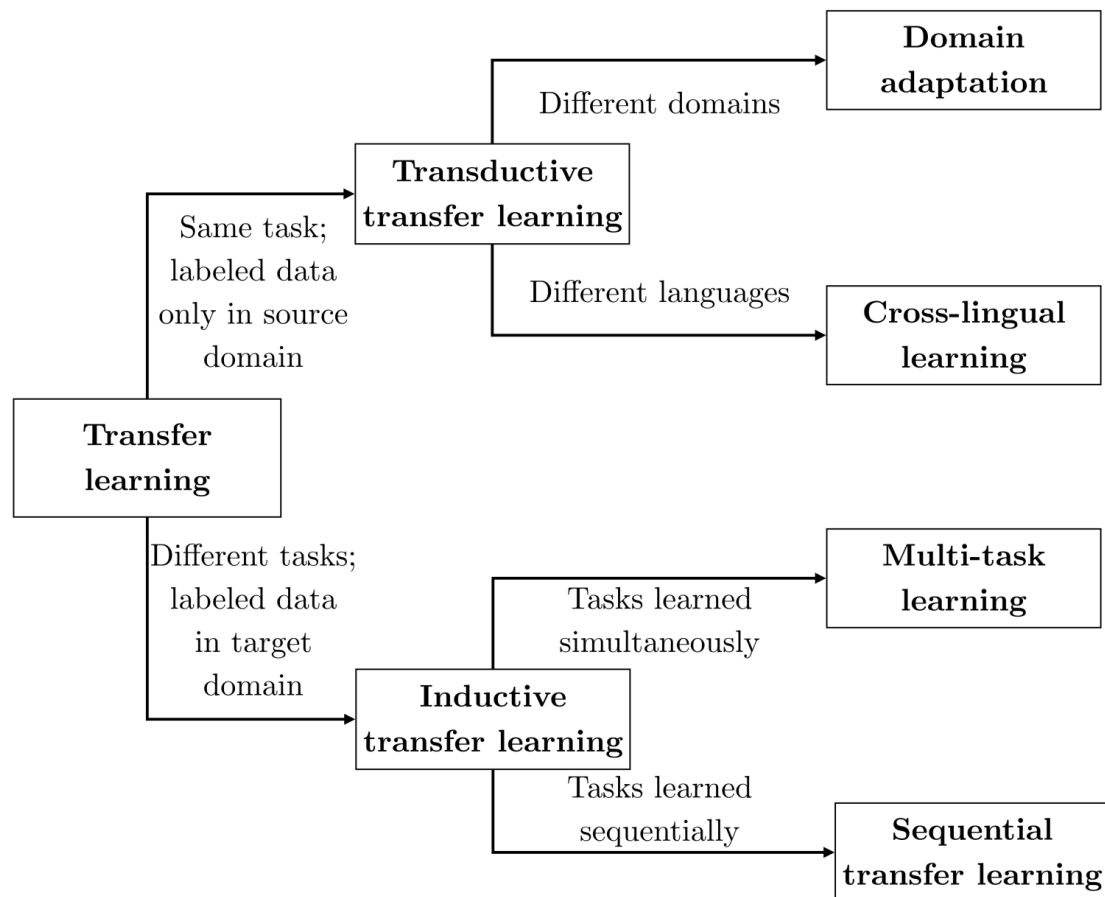 Domain
adaptation
Different domains
Transductive
transfer learning
Same task;
labeled data
only in source
domain
Different languages
Cross-lingual
learning
Transfer
learning
Different tasks;
labeled data
in target
domain
Multi-task
learning
Tasks learned
simultaneously
Inductive
transfer learning
Tasks learned
sequentially
Sequential
transfer learning